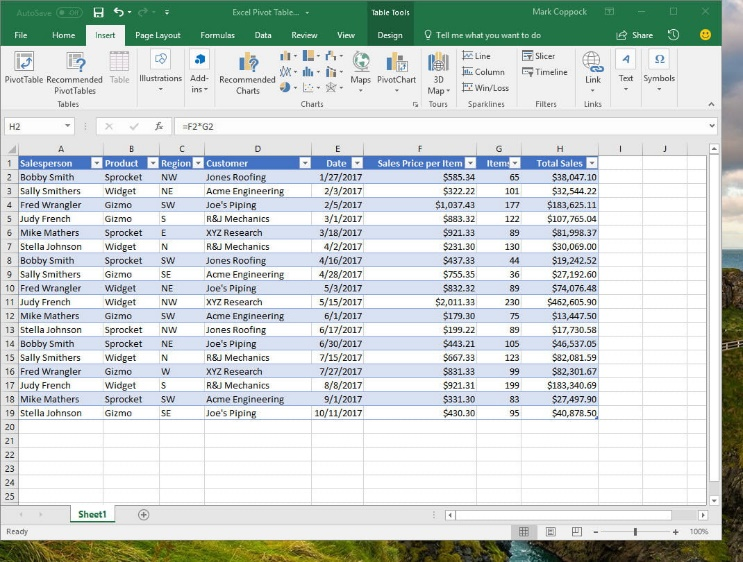 AutoSave Off Excel Pivot Table... Table Tools Mark Coppock
File Home Insert Page Layout Formulas Data Review View Design Tell me what you want to do Share
PivotTable Recommended PivotTables Table Illustrations Add-ins Recommended Charts Maps PivotChart 3D Map Line Column Win/Loss Slicer Timeline Link Text Symbols
Tables Charts Tours Sparklines Filters Links
H2 fx =F2*G2
A B C D E F G H I J
1 Salesperson Product Region Customer Date Sales Price per Item Items Total Sales
2 Bobby Smith Sprocket NW Jones Roofing 1/27/2017 $585.34 65 $38,047.10
3 Sally Smithers Widget NE Acme Engineering 2/3/2017 $322.22 101 $32,544.22
4 Fred Wrangler Gizmo SW Joe's Piping 2/5/2017 $1,037.43 177 $183,625.11
5 Judy French Gizmo S R&J Mechanics 3/1/2017 $883.32 122 $107,765.04
6 Mike Mathers Sprocket E XYZ Research 3/18/2017 $921.33 89 $81,998.37
7 Stella Johnson Widget N R&J Mechanics 4/2/2017 $231.30 130 $30,069.00
8 Bobby Smith Sprocket SW Jones Roofing 4/16/2017 $437.33 44 $19,242.52
9 Sally Smithers Gizmo SE Acme Engineering 4/28/2017 $755.35 36 $27,192.60
10 Fred Wrangler Widget NE Joe's Piping 5/3/2017 $832.32 89 $74,076.48
11 Judy French Widget NW XYZ Research 5/15/2017 $2,011.33 230 $462,605.90
12 Mike Mathers Gizmo SW Acme Engineering 6/1/2017 $179.30 75 $13,447.50
13 Stella Johnson Sprocket NW Jones Roofing 6/17/2017 $199.22 89 $17,730.58
14 Bobby Smith Sprocket NE Joe's Piping 6/30/2017 $443.21 105 $46,537.05
15 Sally Smithers Widget N R&J Mechanics 7/15/2017 $667.33 123 $82,081.59
16 Fred Wrangler Gizmo W XYZ Research 7/27/2017 $831.33 99 $82,301.67
17 Judy French Widget S R&J Mechanics 8/8/2017 $921.31 199 $183,340.69
18 Mike Mathers Sprocket SW Acme Engineering 9/1/2017 $331.30 83 $27,497.90
19 Stella Johnson Gizmo SE Joe's Piping 10/11/2017 $430.30 95 $40,878.50
20
21
22
23
24
25
Sheet1
Ready 100%